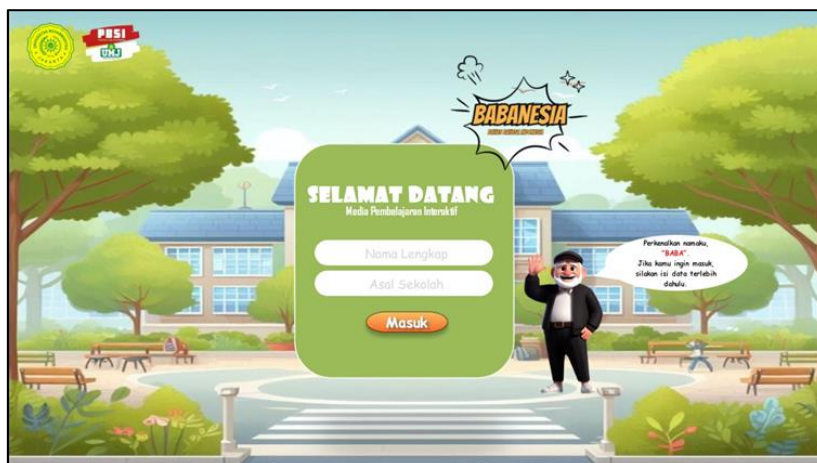 PBSI
UMJ
BABANESIA
SELAMAT DATANG
Media Pembelajaran Interaktif
Nama Lengkap
Asal Sekolah
Masuk
Perkenalkan namaku,
"BABA".
Jika kamu ingin masuk,
silakan isi data terlebih
dahulu.